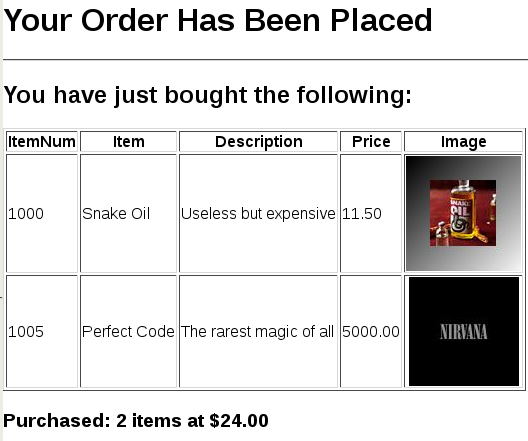 Your Order Has Been Placed
You have just bought the following:
ItemNum Item Description Price Image
1000 Snake Oil Useless but expensive 11.50
SNAKE
OIL
1005 Perfect Code The rarest magic of all 5000.00
NIRVANA
Purchased: 2 items at $24.00